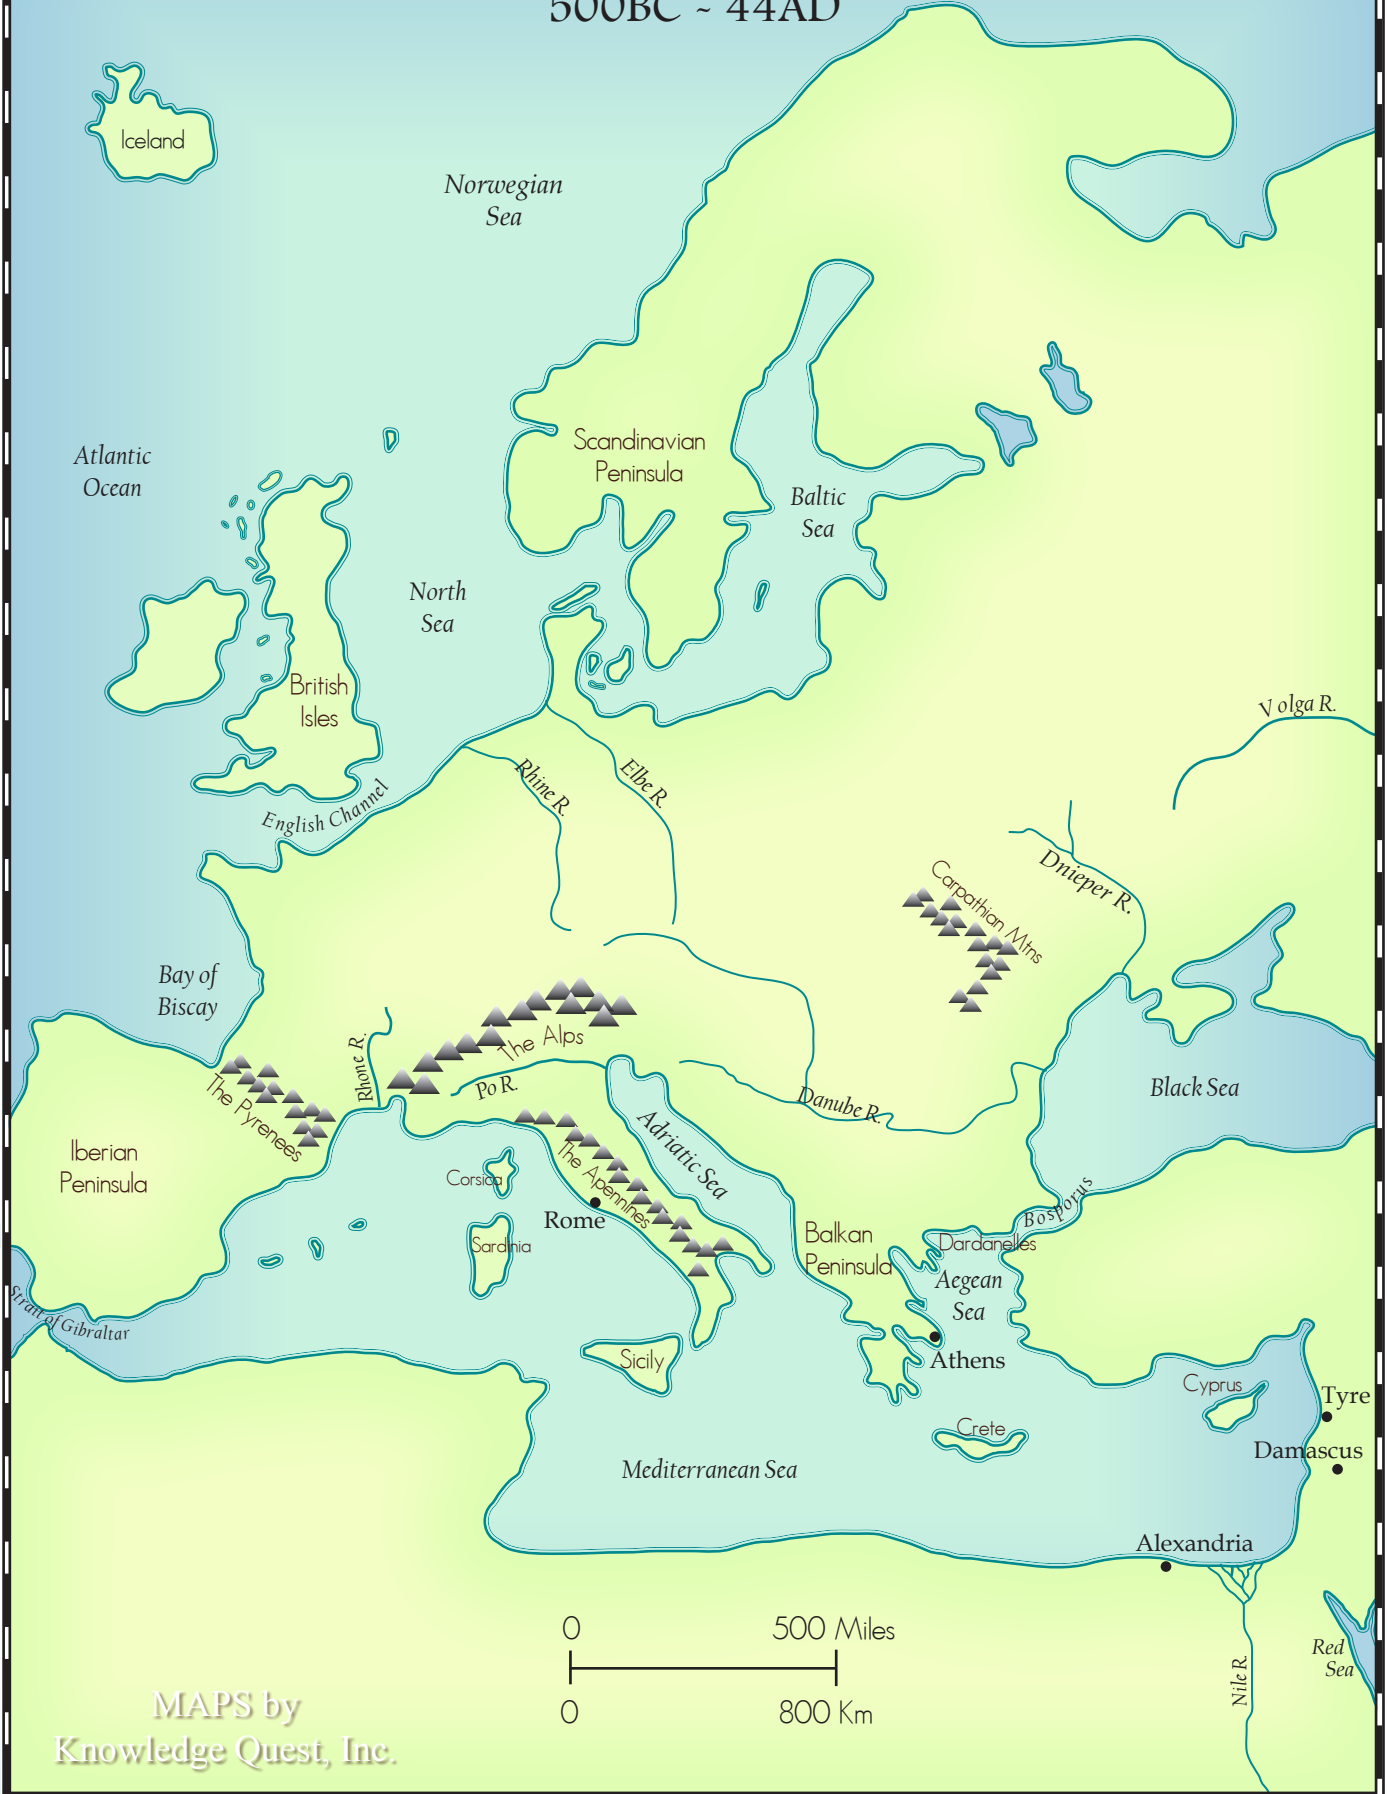 500BC ~ 44AD
Iceland
Norwegian
Sea
Atlantic
Ocean
Scandinavian
Peninsula
Baltic
Sea
North
Sea
British
Isles
English Channel
Rhine R.
Elbe R.
Volga R.
Dnieper R.
Carpathian Mtns
Bay of
Biscay
The Alps
Rhone R.
Po R.
The Pyrenees
Danube R.
Black Sea
Iberian
Peninsula
Adriatic Sea
The Apennines
Corsica
Rome
Sardinia
Bosporus
Balkan
Peninsula
Dardanelles
Aegean
Sea
Strait of Gibraltar
Sicily
Athens
Cyprus
Tyre
Crete
Damascus
Mediterranean Sea
Alexandria
0 500 Miles
0 800 Km
Nile R.
Red
Sea
MAPS by
Knowledge Quest, Inc.